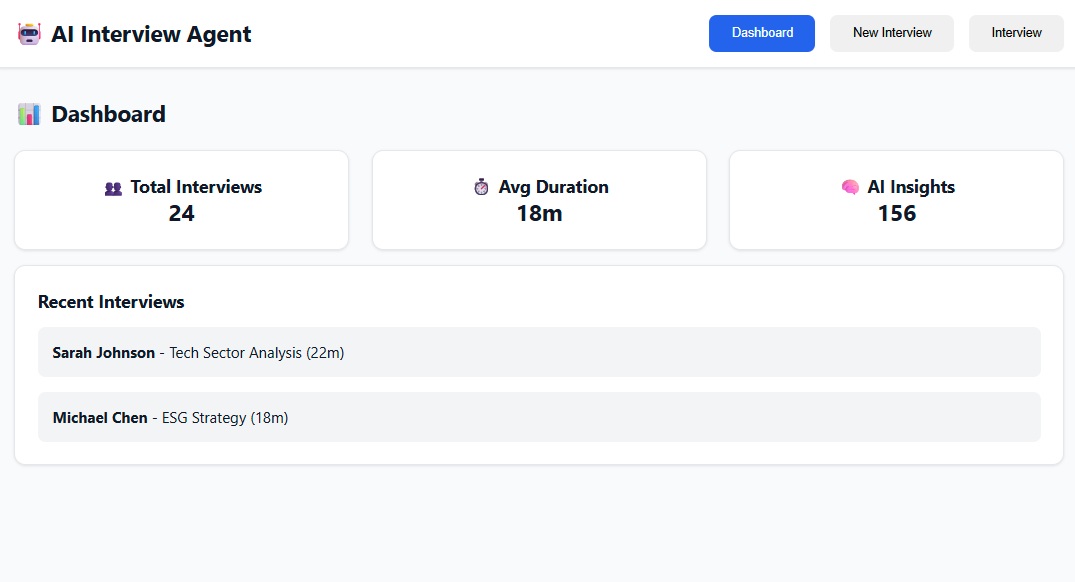 AI Interview Agent
Dashboard
New Interview
Interview
Dashboard
Total Interviews
24
Avg Duration
18m
AI Insights
156
Recent Interviews
Sarah Johnson - Tech Sector Analysis (22m)
Michael Chen - ESG Strategy (18m)